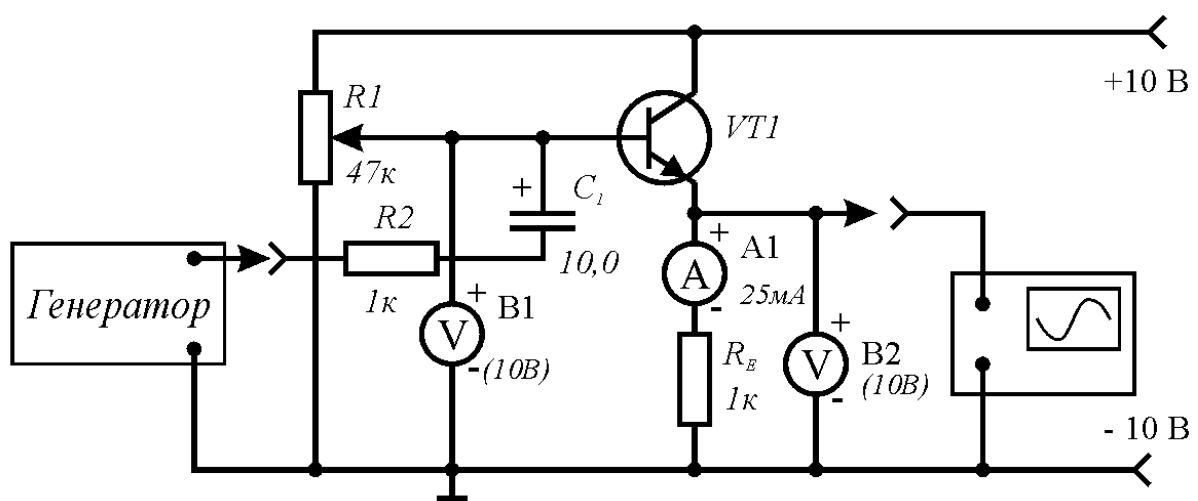 +10 В
R1
47к
VT1
+
C1
10,0
R2
1к
Генератор
+
V
B1
-
(10В)
+
A
A1
25мА
-
RE
1к
+
V
B2
(10В)
-
- 10 В